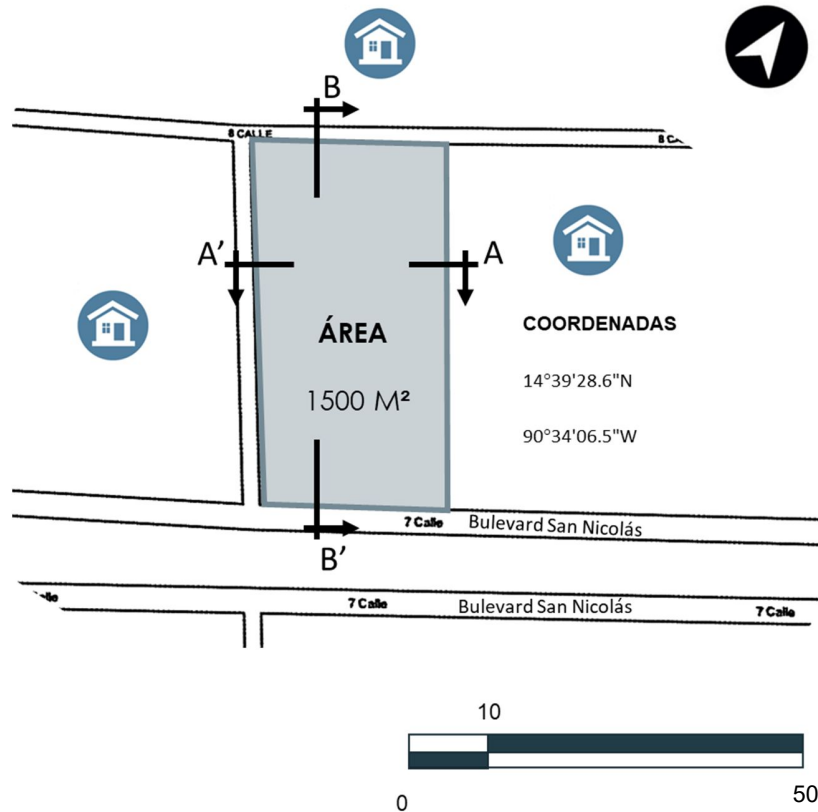 B
8 CALLE
A'
A
ÁREA
1500 M²
COORDENADAS
14°39'28.6"N
90°34'06.5"W
7 Calle
Bulevard San Nicolás
B'
7 Calle
Bulevard San Nicolás
7 Calle
10
0
50